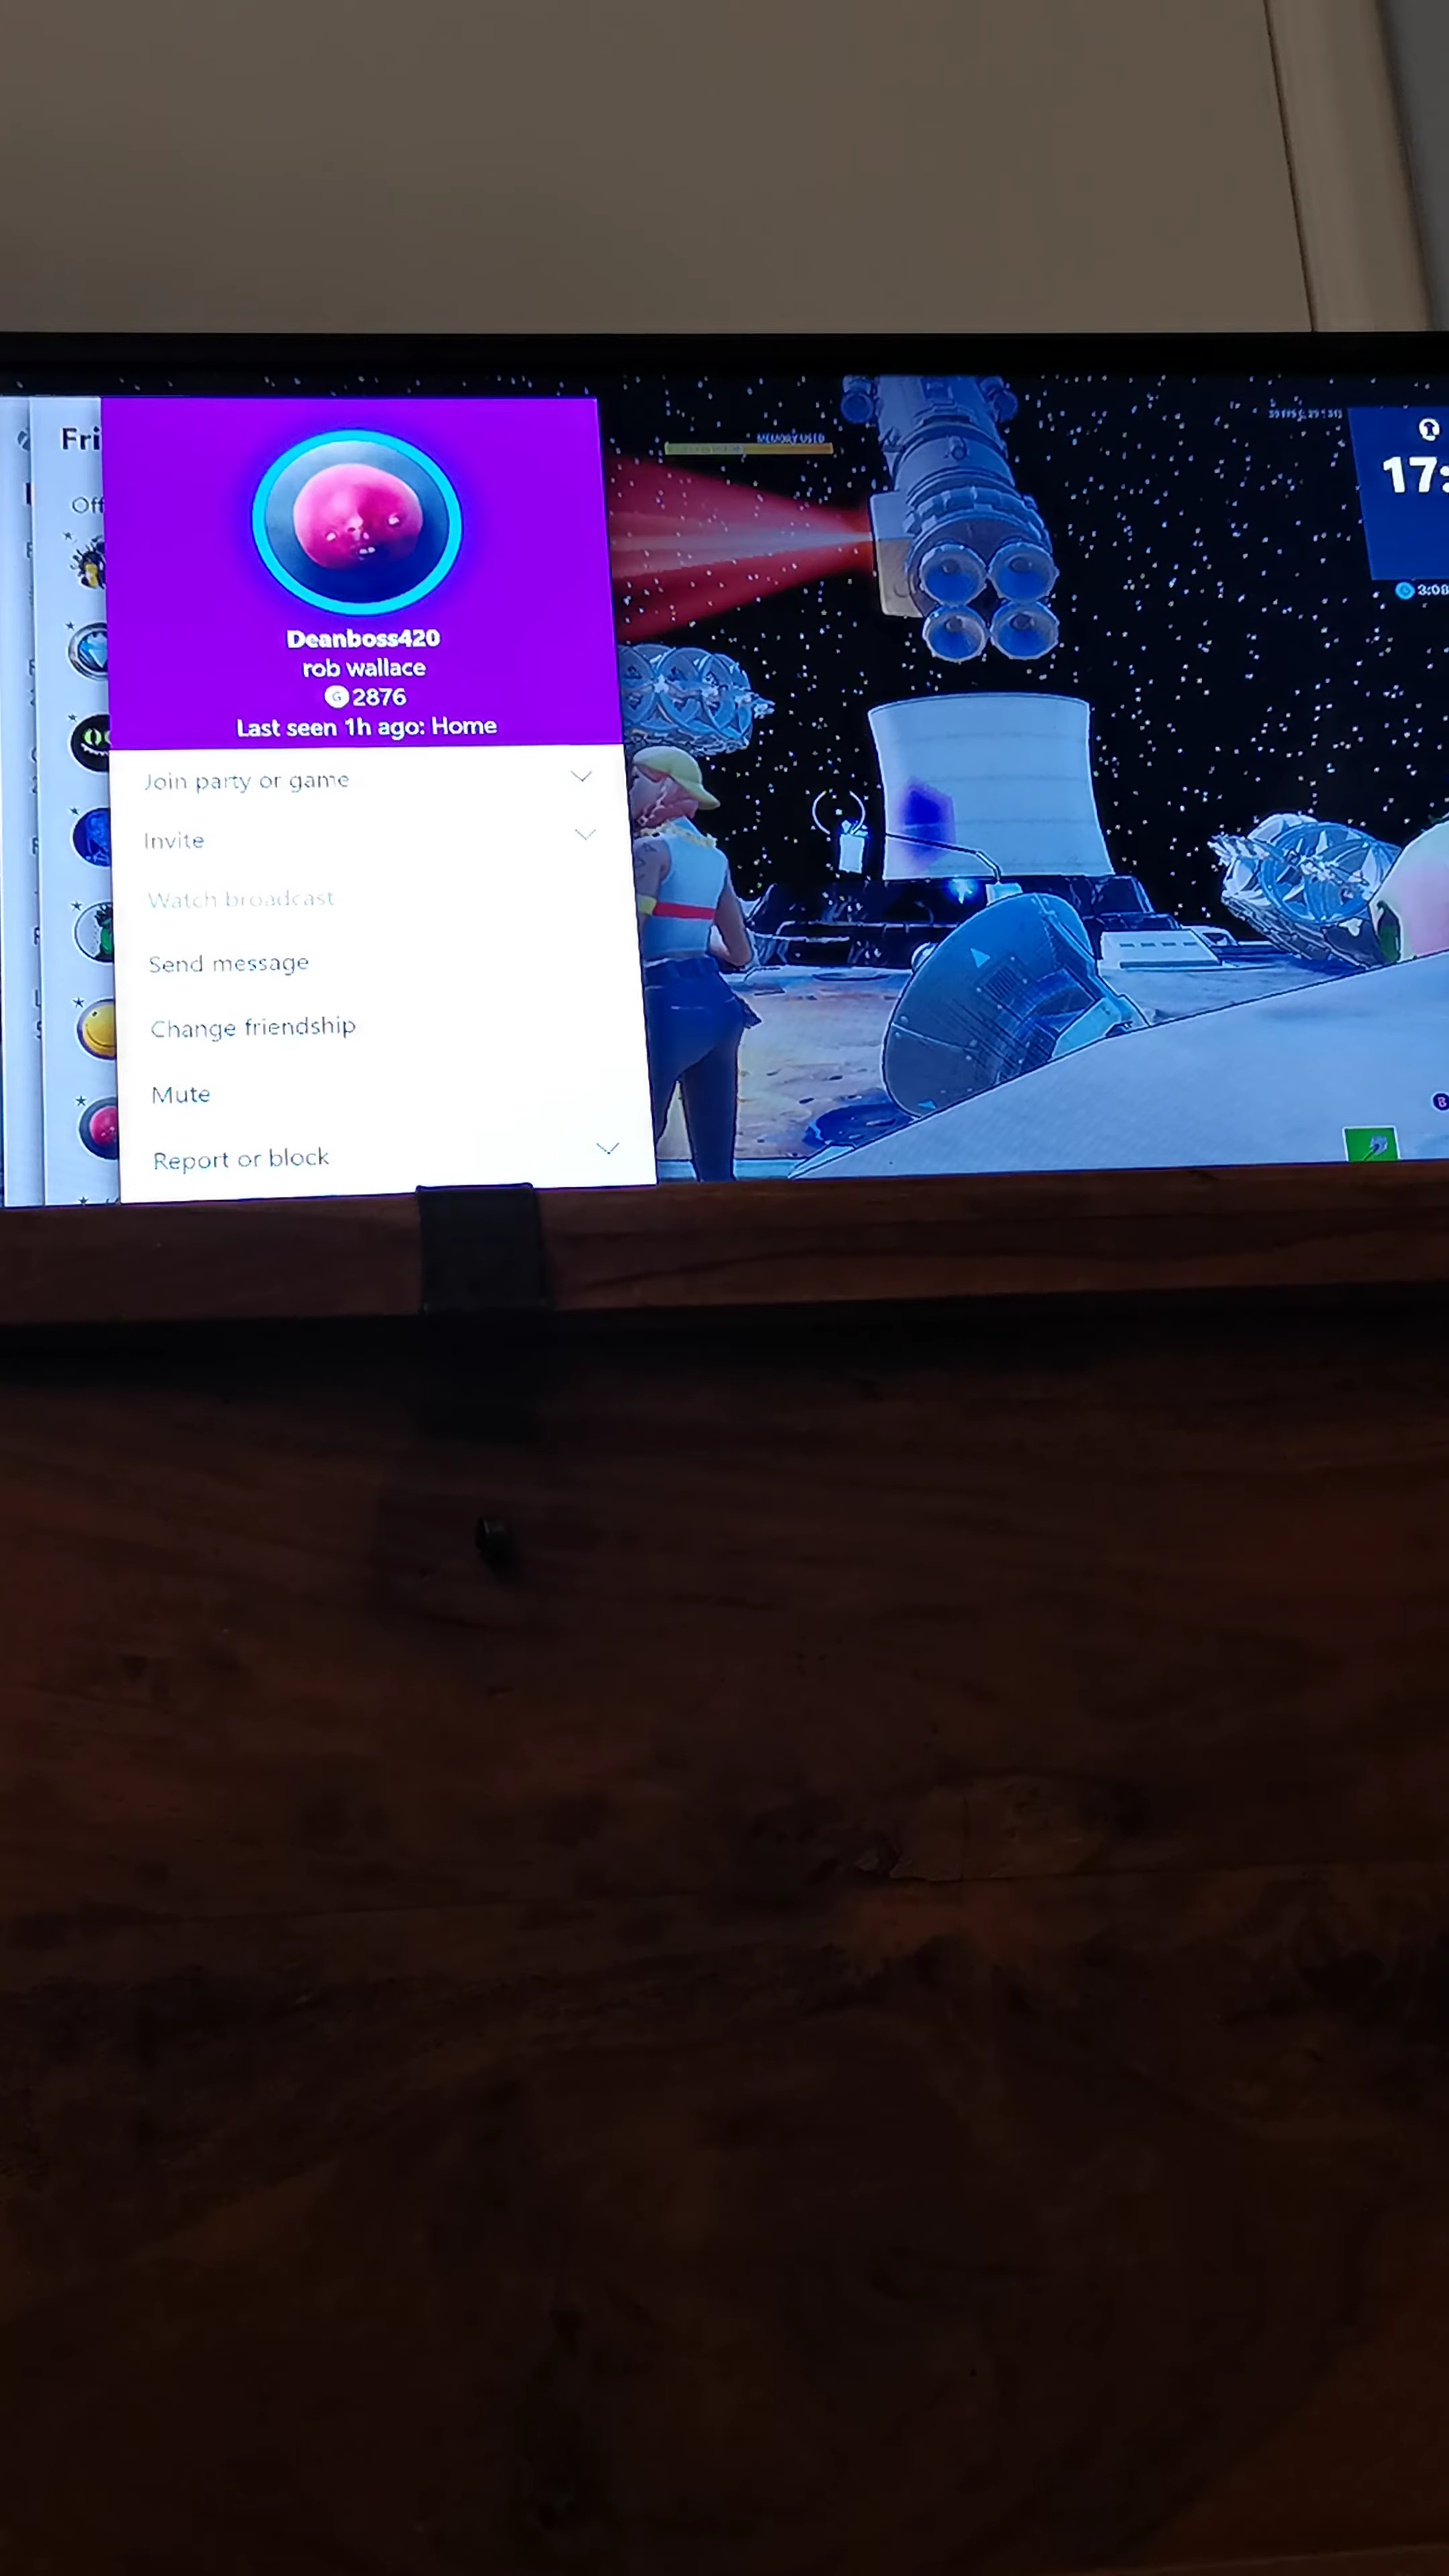 Fri
Off
Deanboss420
rob wallace
G 2876
Last seen 1h ago: Home
Join party or game
Invite
Watch broadcast
Send message
Change friendship
Mute
Report or block
MEMORY USED
17:
3:08
B